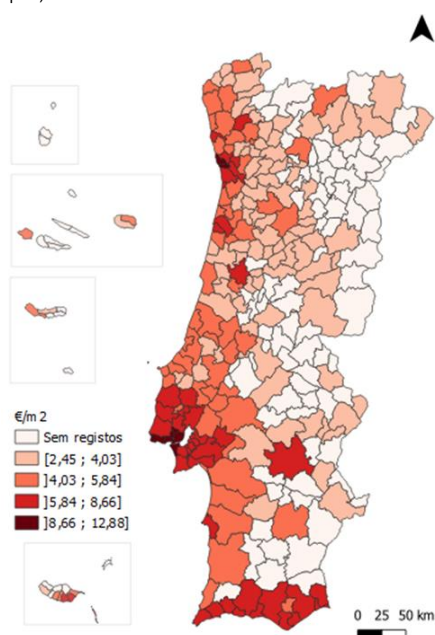 €/m 2
Sem registos
[2,45 ; 4,03]
]4,03 ; 5,84]
]5,84 ; 8,66]
]8,66 ; 12,88]
0 25 50 km